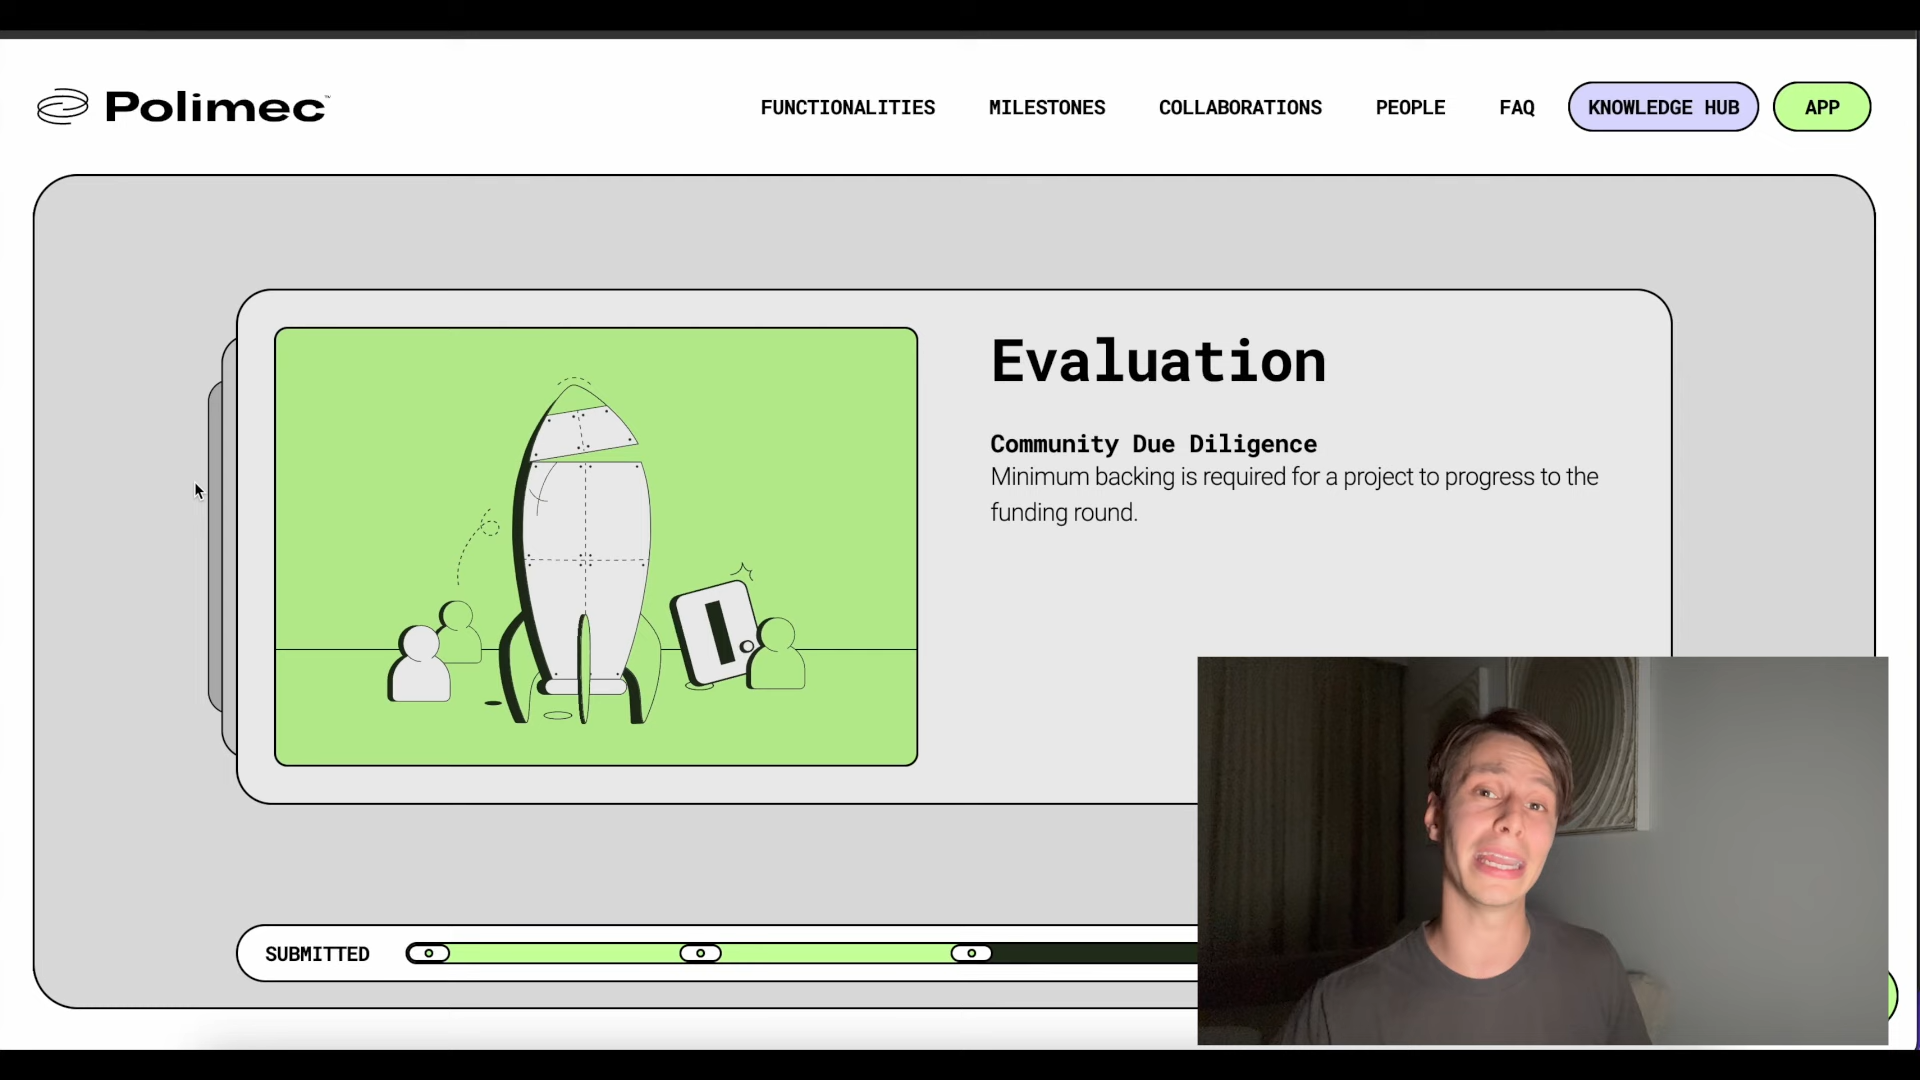 Polimec™
FUNCTIONALITIES
MILESTONES
COLLABORATIONS
PEOPLE
FAQ
KNOWLEDGE HUB
APP
Evaluation
Community Due Diligence
Minimum backing is required for a project to progress to the
funding round.
SUBMITTED